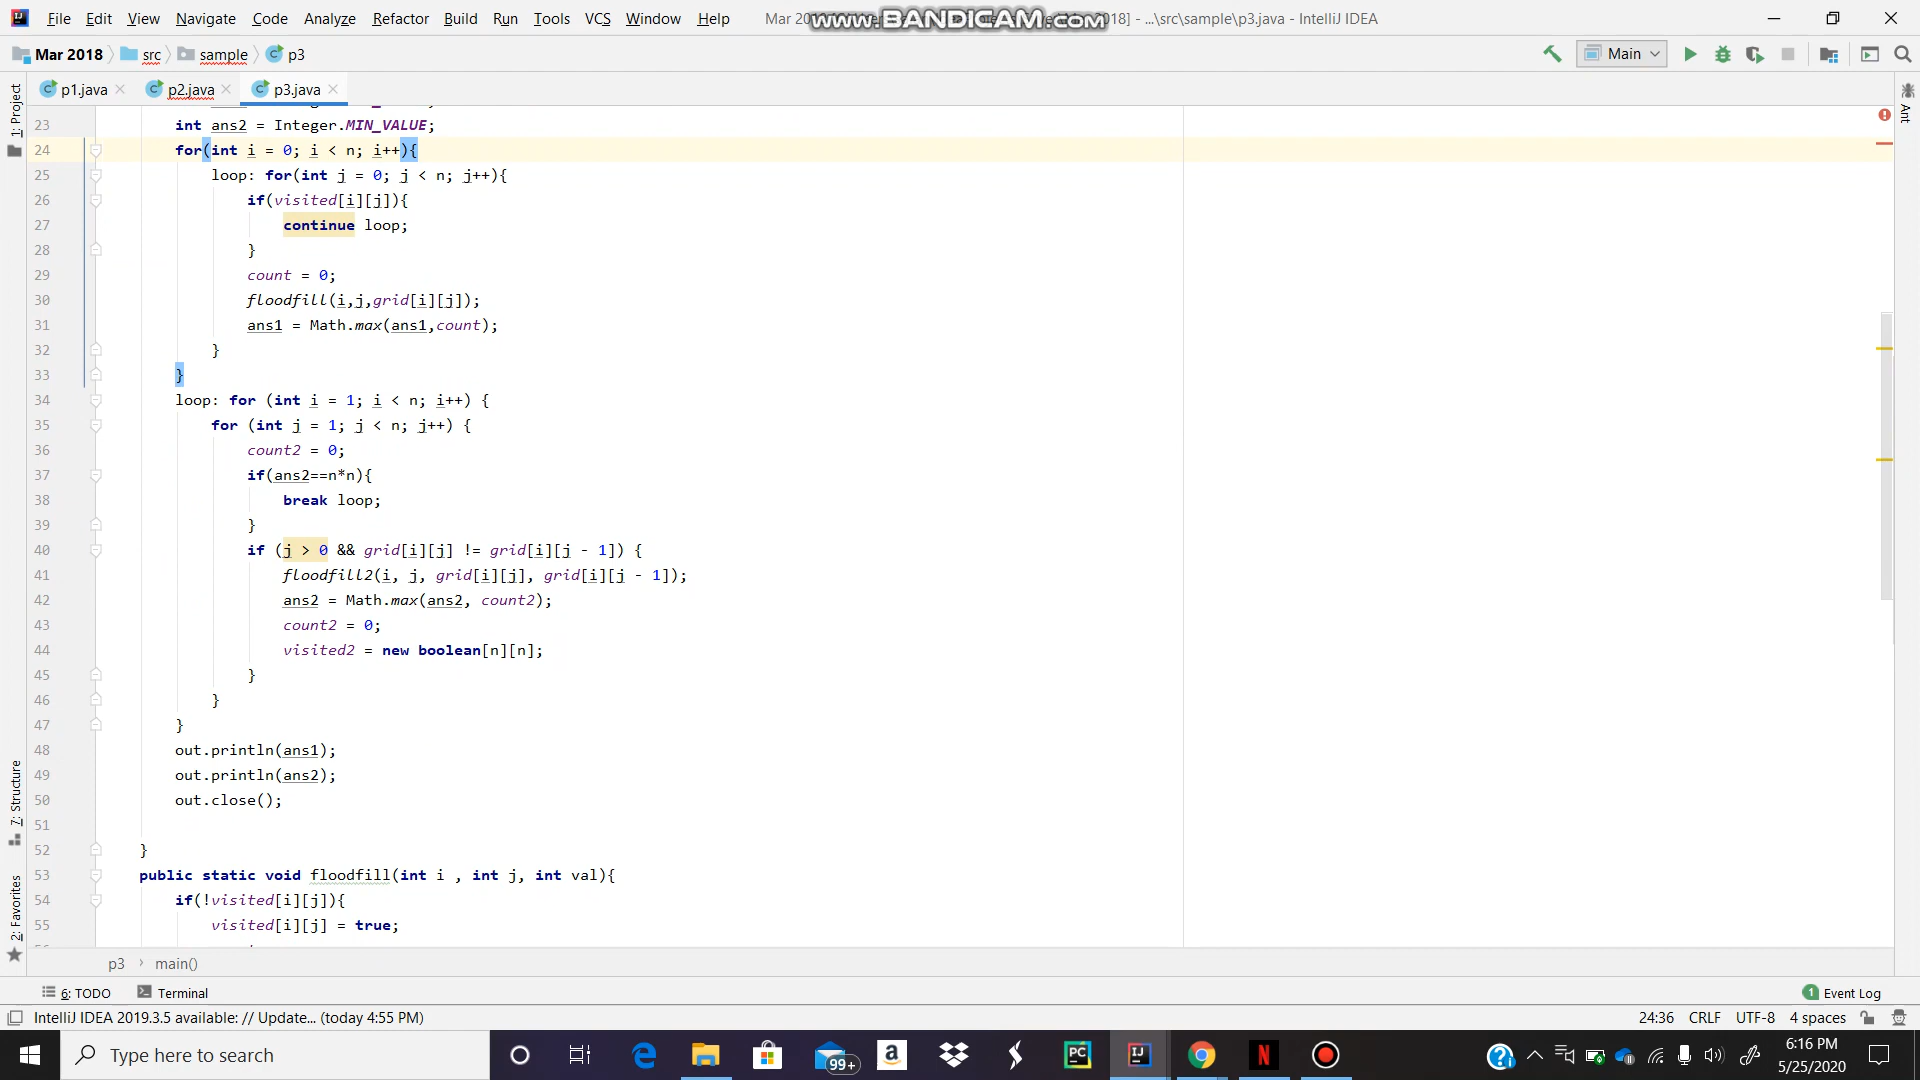 File Edit View Navigate Code Analyze Refactor Build Run Tools VCS Window Help Mar 2018] - ...\src\sample\p3.java - IntelliJ IDEA
www.BANDICAM.com
Mar 2018 src sample p3 Main
p1.java p2.java p3.java
1: Project
Ant
23 int ans2 = Integer.MIN_VALUE;
24 for(int i = 0; i < n; i++){
25 loop: for(int j = 0; j < n; j++){
26 if(visited[i][j]){
27 continue loop;
28 }
29 count = 0;
30 floodfill(i,j,grid[i][j]);
31 ans1 = Math.max(ans1,count);
32 }
33 }
34 loop: for (int i = 1; i < n; i++) {
35 for (int j = 1; j < n; j++) {
36 count2 = 0;
37 if(ans2==n*n){
38 break loop;
39 }
40 if (j > 0 && grid[i][j] != grid[i][j - 1]) {
41 floodfill2(i, j, grid[i][j], grid[i][j - 1]);
42 ans2 = Math.max(ans2, count2);
43 count2 = 0;
44 visited2 = new boolean[n][n];
45 }
46 }
47 }
48 out.println(ans1);
49 out.println(ans2);
50 out.close();
51
52 }
53 public static void floodfill(int i , int j, int val){
54 if(!visited[i][j]){
55 visited[i][j] = true;
7: Structure
2: Favorites
p3 main()
6: TODO Terminal 1 Event Log
IntelliJ IDEA 2019.3.5 available: // Update... (today 4:55 PM) 24:36 CRLF UTF-8 4 spaces
Type here to search 99+ PC IJ N 6:16 PM
5/25/2020